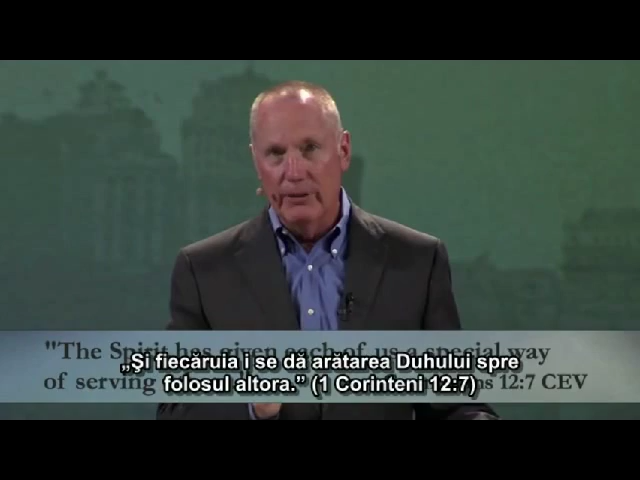 "The Spirit has given each of us a special way
of serving 12:7 CEV
„Şi fiecăruia i se dă arătarea Duhului spre
folosul altora.” (1 Corinteni 12:7)